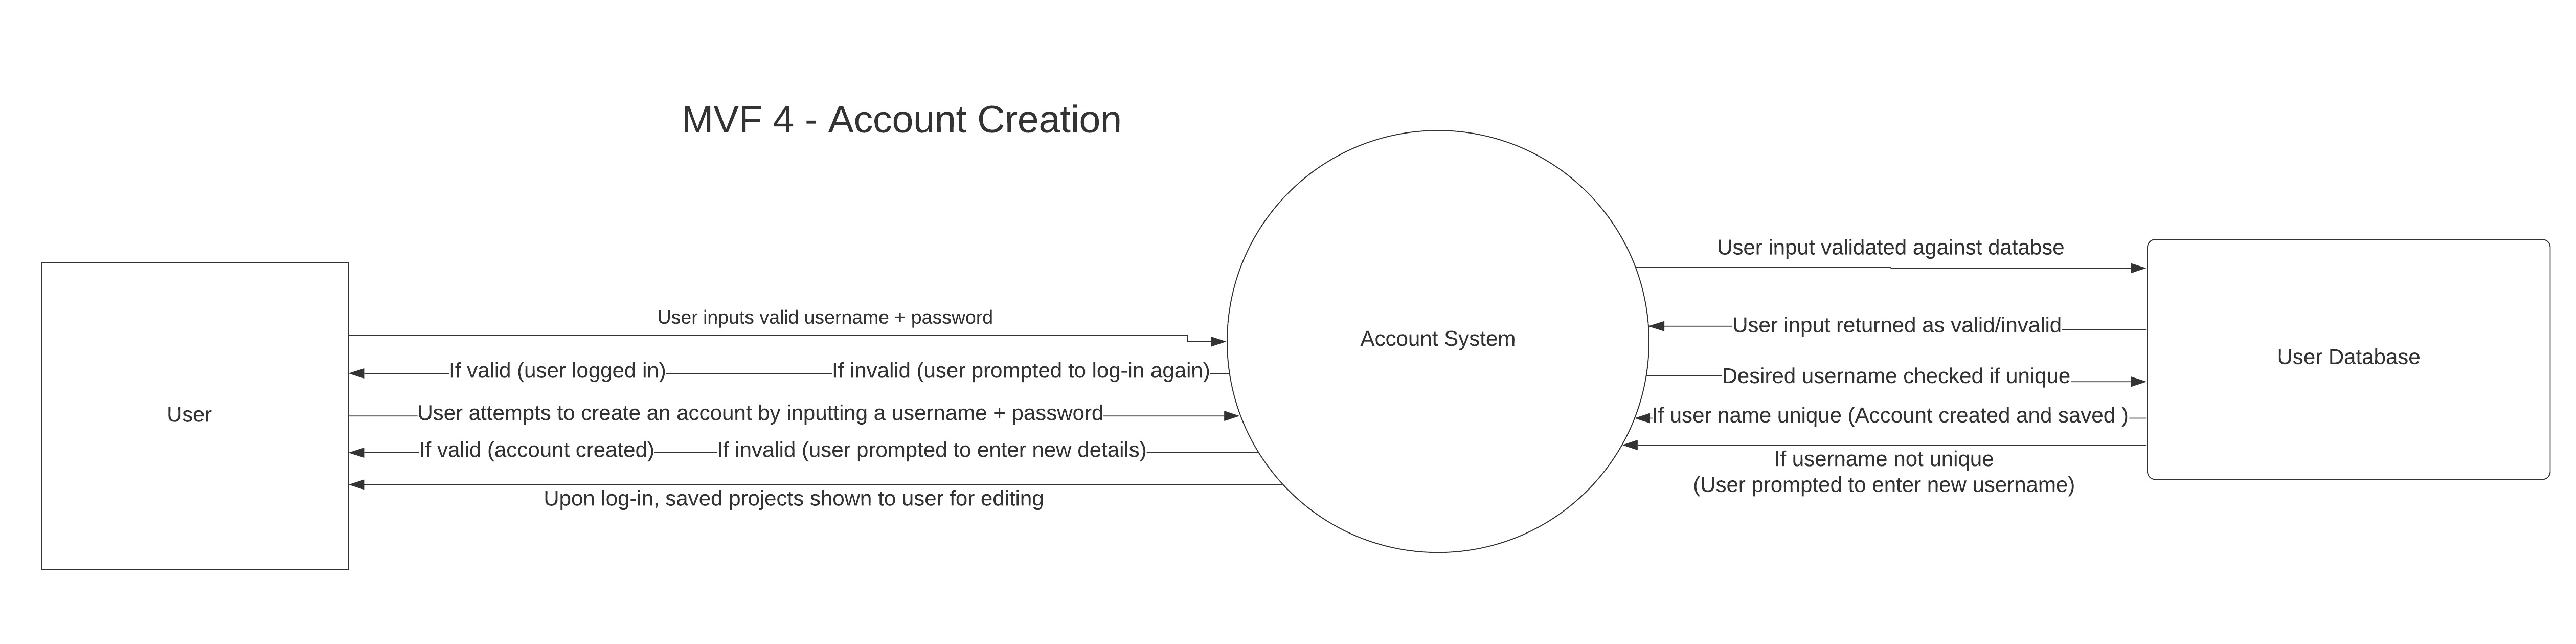 MVF 4 - Account Creation
User
User inputs valid username + password
If valid (user logged in)
If invalid (user prompted to log-in again)
User attempts to create an account by inputting a username + password
If valid (account created)
If invalid (user prompted to enter new details)
Upon log-in, saved projects shown to user for editing
Account System
User input validated against databse
User input returned as valid/invalid
Desired username checked if unique
If user name unique (Account created and saved )
If username not unique
(User prompted to enter new username)
User Database